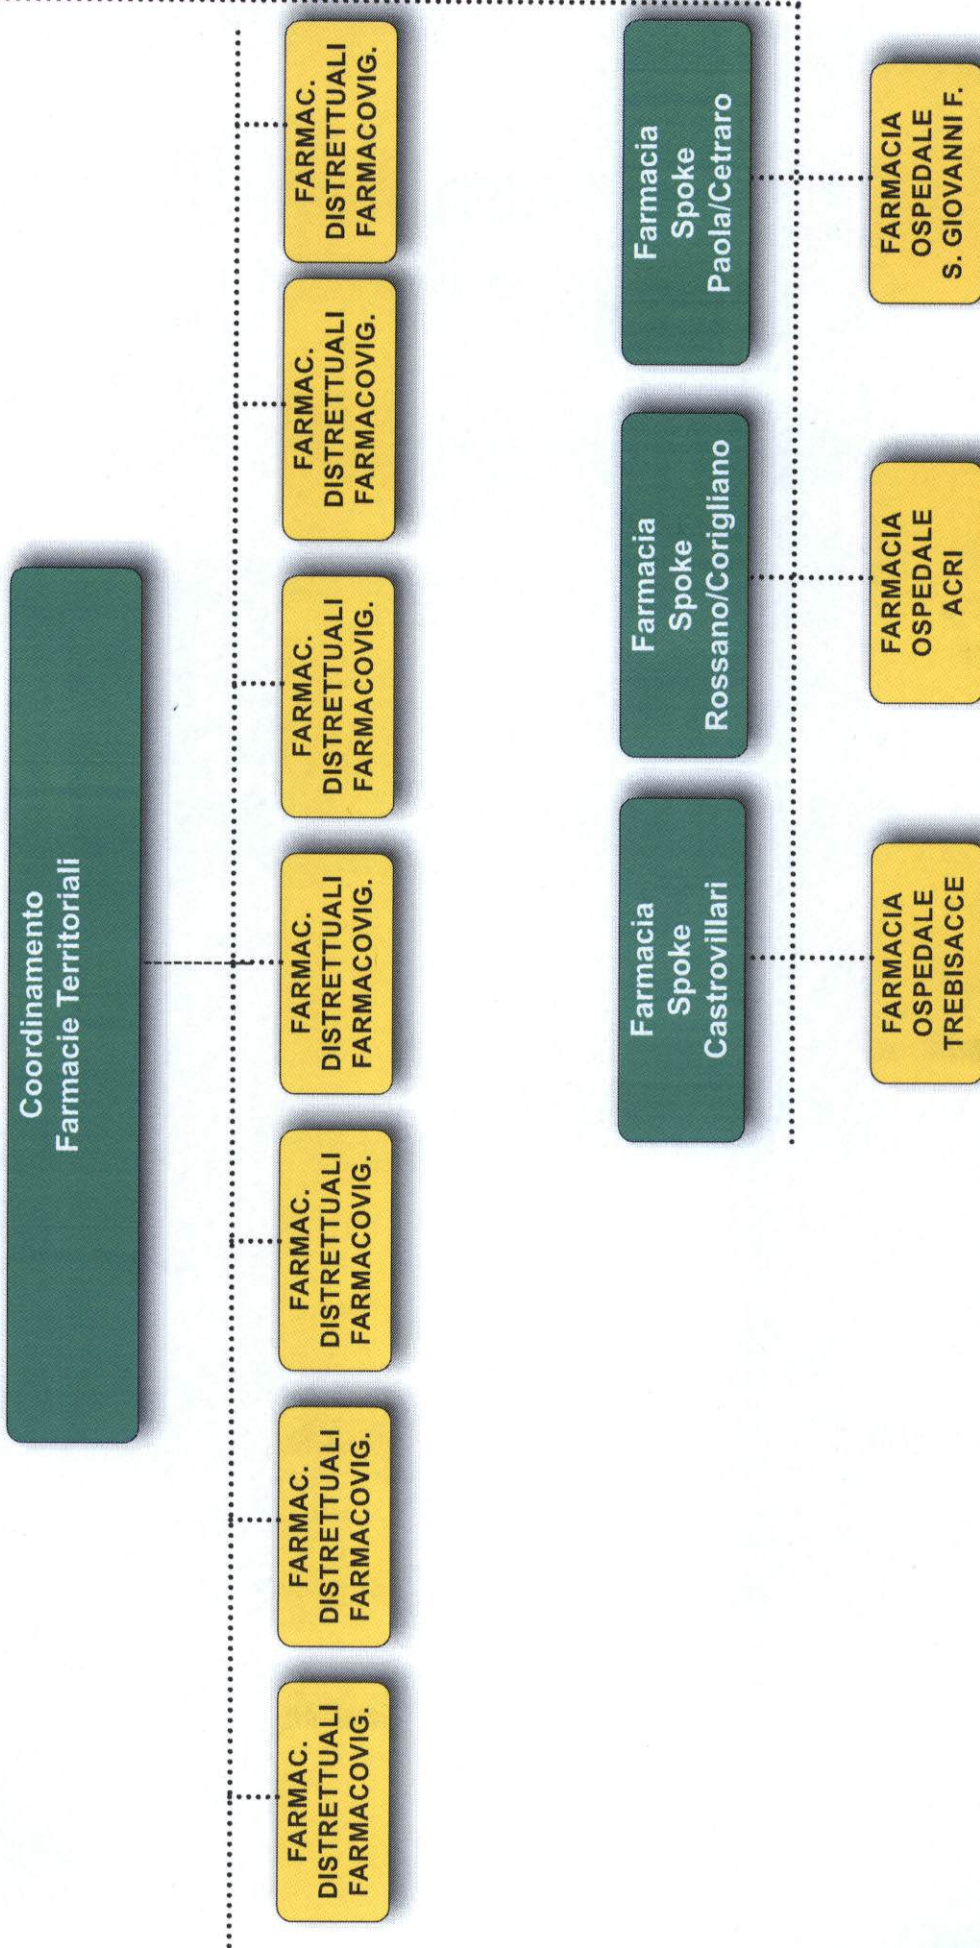 Coordinamento
Farmacie Territoriali
FARMAC.
DISTRETTUALI
FARMACOVIG.
FARMAC.
DISTRETTUALI
FARMACOVIG.
FARMAC.
DISTRETTUALI
FARMACOVIG.
FARMAC.
DISTRETTUALI
FARMACOVIG.
FARMAC.
DISTRETTUALI
FARMACOVIG.
FARMAC.
DISTRETTUALI
FARMACOVIG.
FARMAC.
DISTRETTUALI
FARMACOVIG.
Farmacia
Spoke
Castrovillari
Farmacia
Spoke
Rossano/Corigliano
Farmacia
Spoke
Paola/Cetraro
FARMACIA
OSPEDALE
TREBISACCE
FARMACIA
OSPEDALE
ACRI
FARMACIA
OSPEDALE
S. GIOVANNI F.